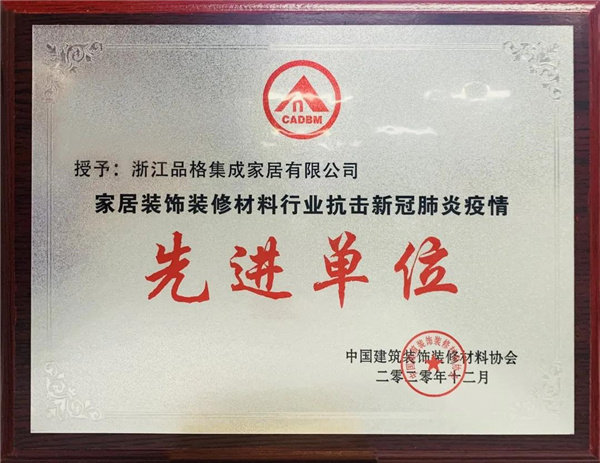 CADBM
授予：浙江品格集成家居有限公司
家居装饰装修材料行业抗击新冠肺炎疫情
先进单位
中国建筑装饰装修材料协会
二零二零年十二月